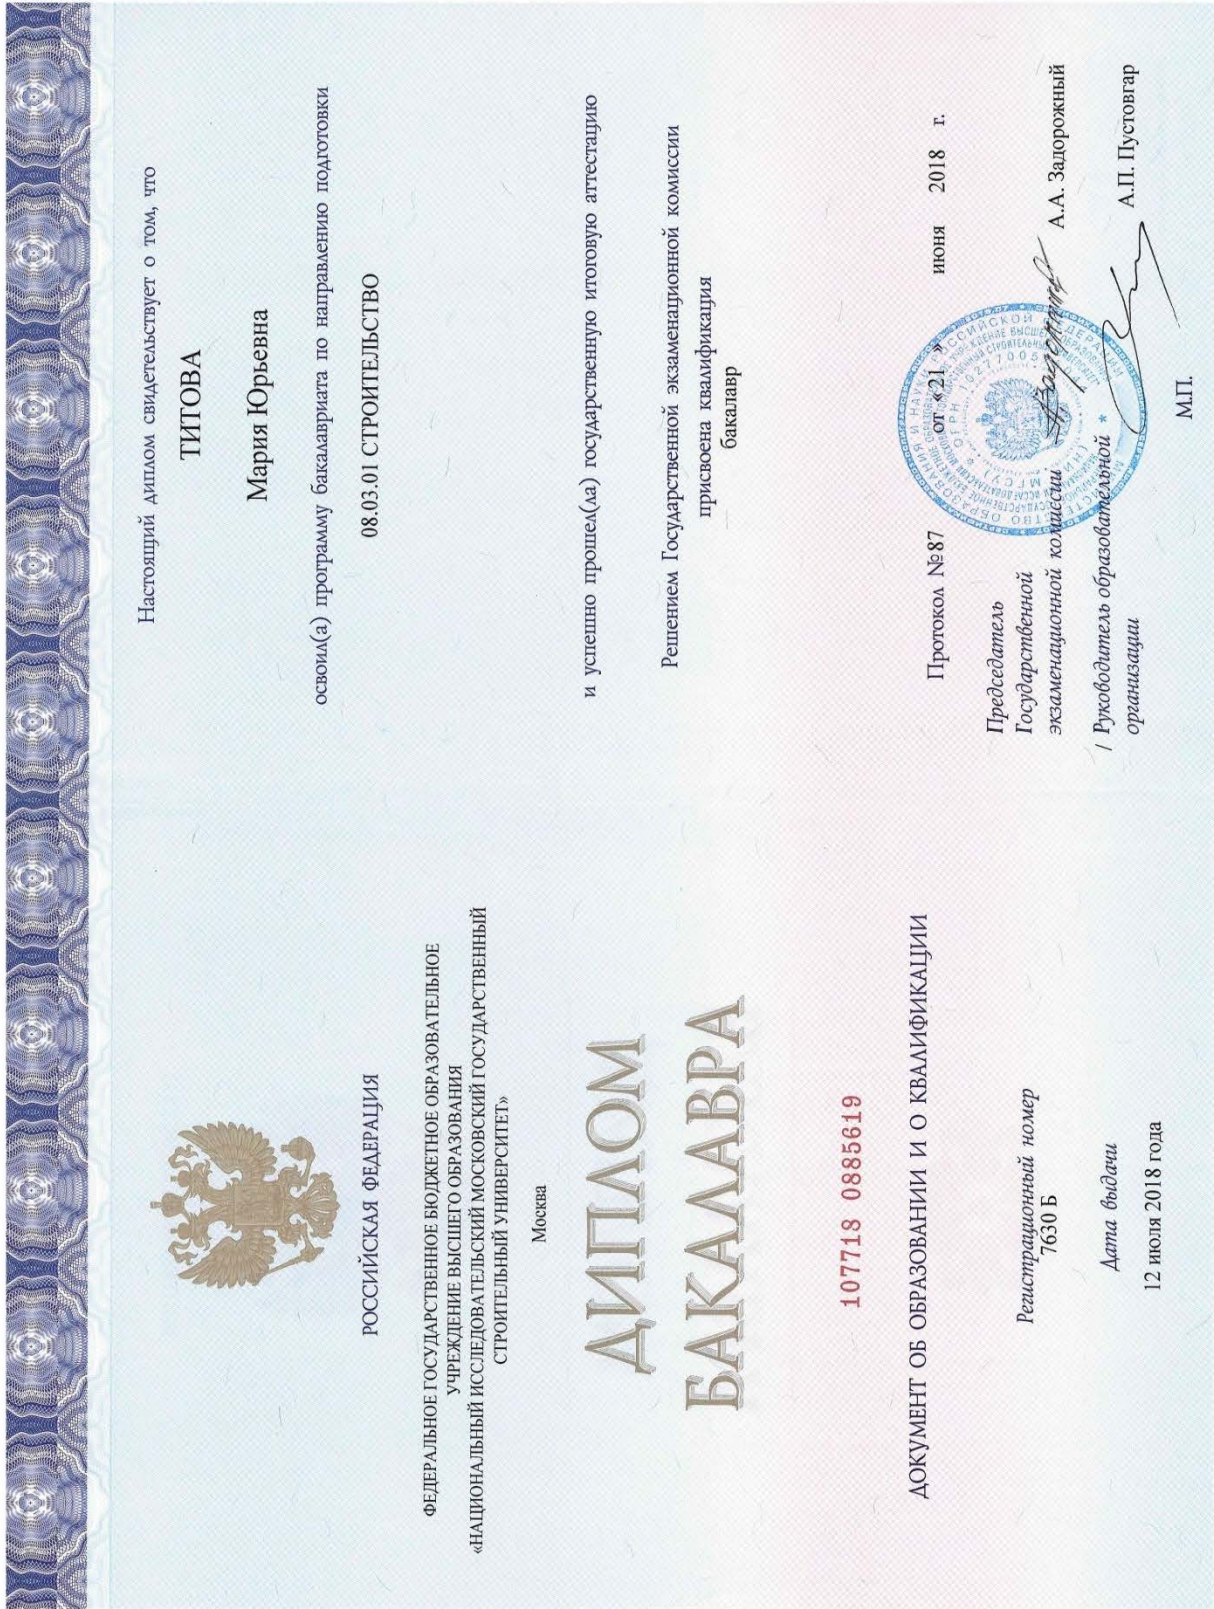 РОССИЙСКАЯ ФЕДЕРАЦИЯ
ФЕДЕРАЛЬНОЕ ГОСУДАРСТВЕННОЕ БЮДЖЕТНОЕ ОБРАЗОВАТЕЛЬНОЕ
УЧРЕЖДЕНИЕ ВЫСШЕГО ОБРАЗОВАНИЯ
«НАЦИОНАЛЬНЫЙ ИССЛЕДОВАТЕЛЬСКИЙ МОСКОВСКИЙ ГОСУДАРСТВЕННЫЙ
СТРОИТЕЛЬНЫЙ УНИВЕРСИТЕТ»
Москва
ДИПЛОМ
БАКАЛАВРА
107718 0885619
ДОКУМЕНТ ОБ ОБРАЗОВАНИИ И О КВАЛИФИКАЦИИ
Регистрационный номер
7630 Б
Дата выдачи
12 июля 2018 года
Настоящий диплом свидетельствует о том, что
ТИТОВА
Мария Юрьевна
освоил(а) программу бакалавриата по направлению подготовки
08.03.01 СТРОИТЕЛЬСТВО
и успешно прошел(ла) государственную итоговую аттестацию
Решением Государственной экзаменационной комиссии
присвоена квалификация
бакалавр
Протокол №87 от «21 » июня 2018 г.
Председатель
Государственной
экзаменационной комиссии А.А. Задорожный
/ Руководитель образовательной А.П. Пустовгар
организации
М.П.